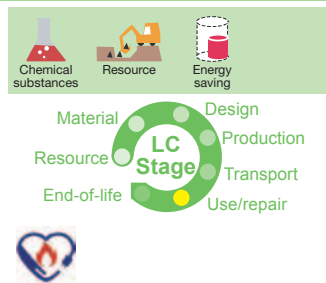 Chemical
substances
Resource
Energy
saving
Material
Design
Production
Resource
LC
Stage
Transport
End-of-life
Use/repair